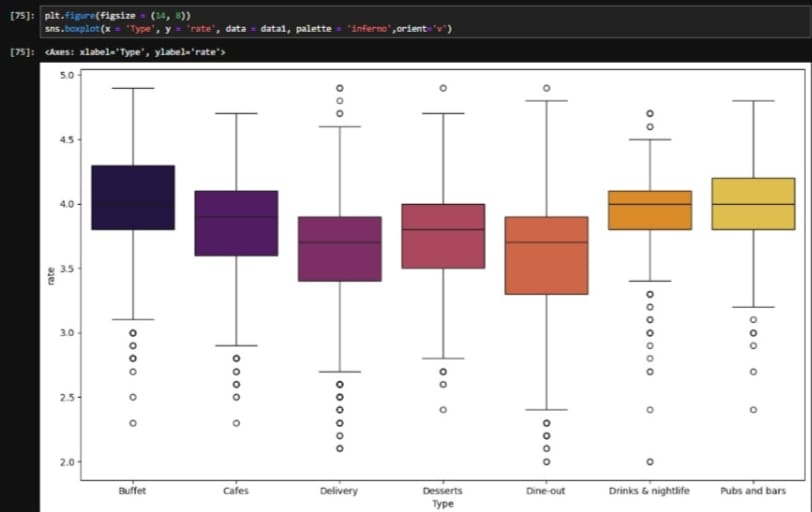 [75]: plt.figure(figsize = (14, 8))
sns.boxplot(x = 'Type', y = 'rate', data = data1, palette = 'inferno',orient='v')
[75]: <Axes: xlabel='Type', ylabel='rate'>
5.0
4.5
4.0
3.5
3.0
2.5
2.0
rate
Buffet Cafes Delivery Desserts Dine-out Drinks & nightlife Pubs and bars
Type